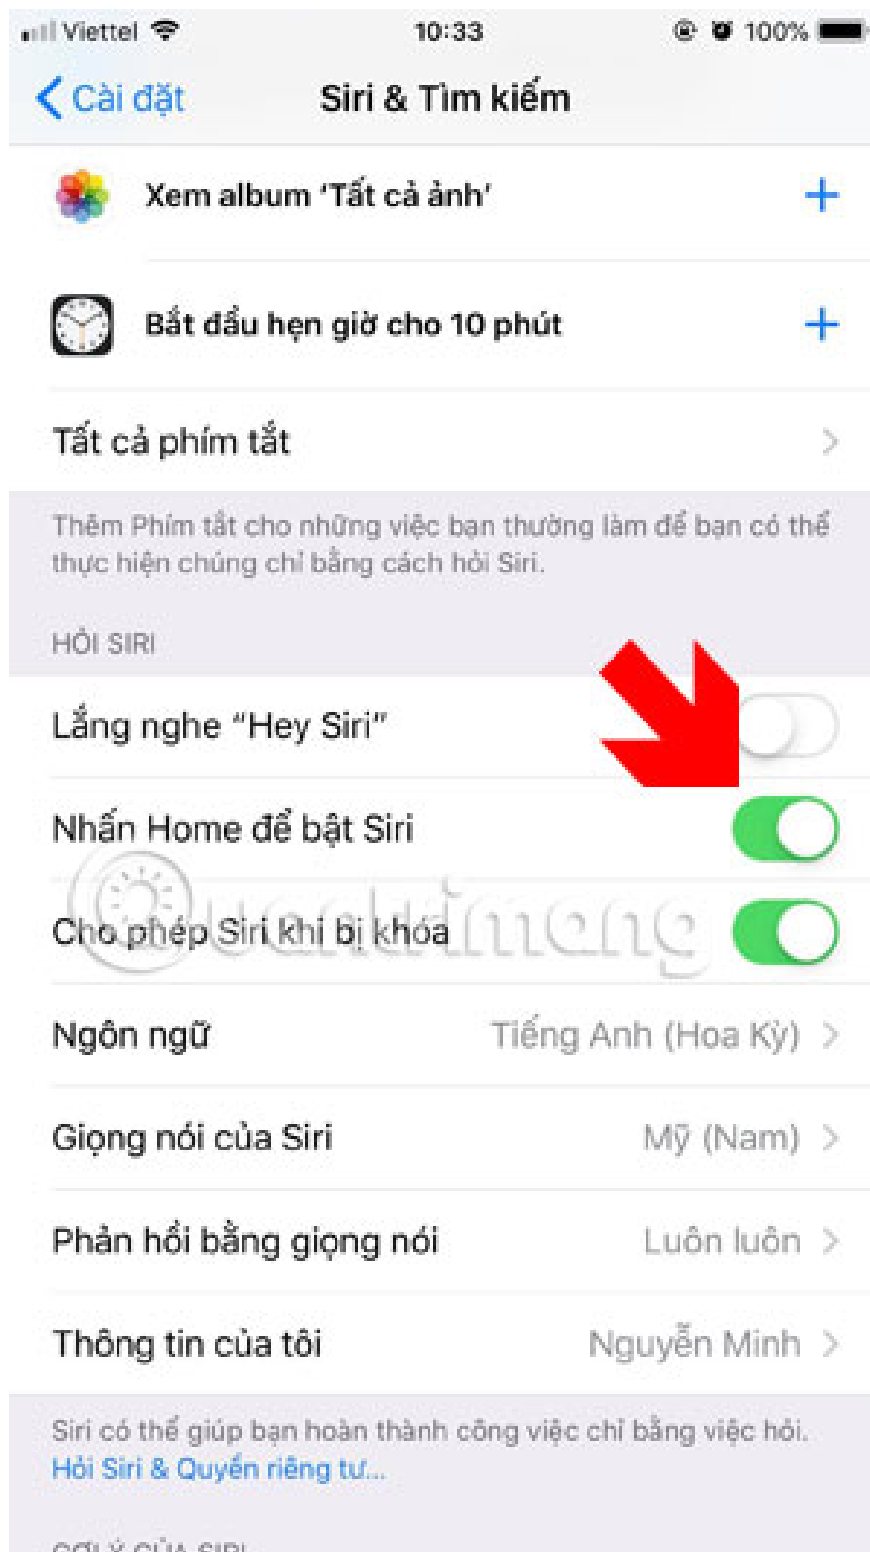 Viettel 10:33 100%
Cài đặt Siri & Tìm kiếm
Xem album ‘Tất cả ảnh’
Bắt đầu hẹn giờ cho 10 phút
Tất cả phím tắt
Thêm Phím tắt cho những việc bạn thường làm để bạn có thể
thực hiện chúng chỉ bằng cách hỏi Siri.
HỎI SIRI
Lắng nghe “Hey Siri”
Nhấn Home để bật Siri
Cho phép Siri khi bị khóa
Quantrimang
Ngôn ngữ Tiếng Anh (Hoa Kỳ)
Giọng nói của Siri Mỹ (Nam)
Phản hồi bằng giọng nói Luôn luôn
Thông tin của tôi Nguyễn Minh
Siri có thể giúp bạn hoàn thành công việc chỉ bằng việc hỏi.
Hỏi Siri & Quyền riêng tư...
GỢI Ý CỦA SIRI